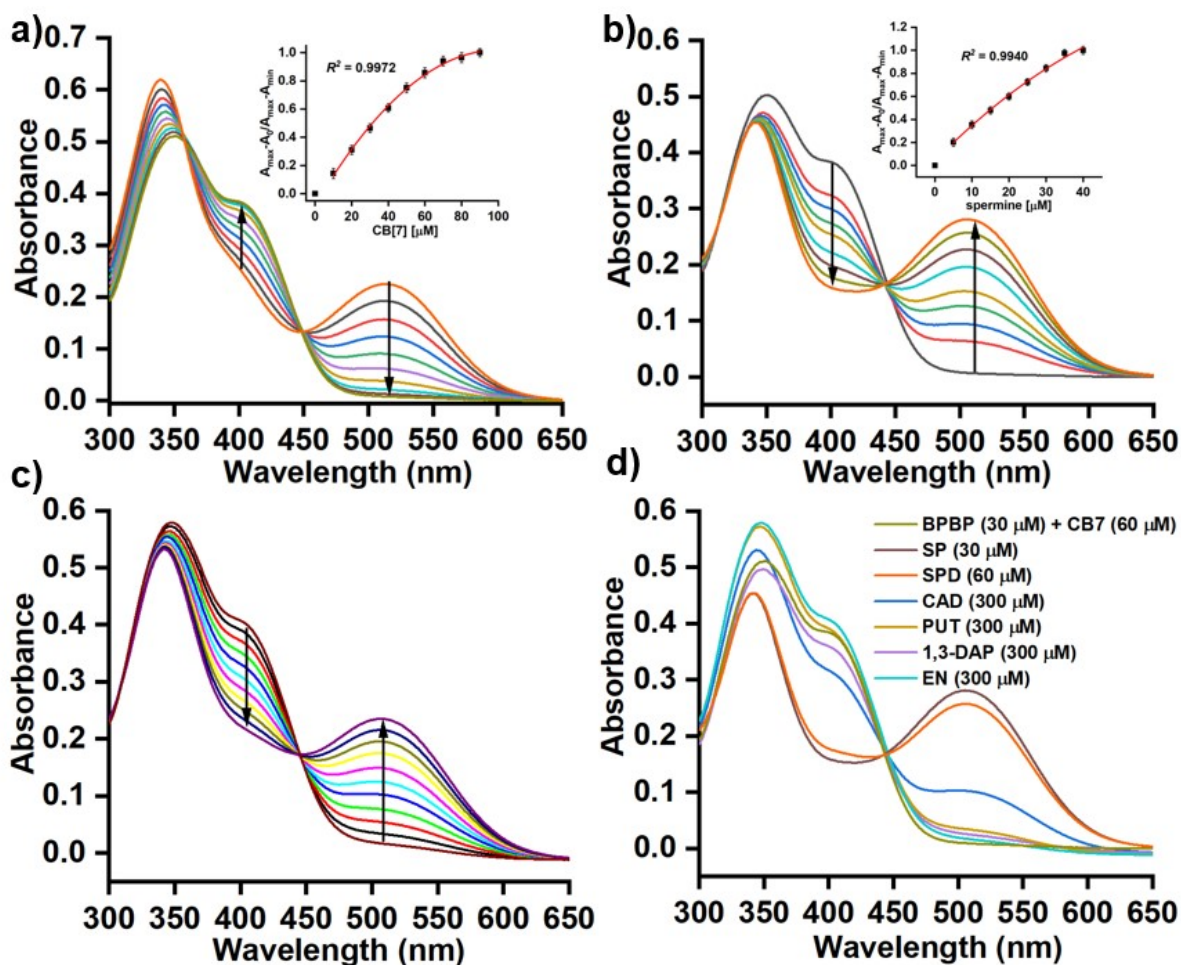 a)
0.7
0.6
0.5
0.4
0.3
0.2
0.1
0.0
300 350 400 450 500 550 600 650
Absorbance
Wavelength (nm)
1.0
0.8
0.6
0.4
0.2
0.0
0 20 40 60 80 100
R² = 0.9972
Amax-A0/Amax-Amin
CB[7] [µM]
b)
0.6
0.5
0.4
0.3
0.2
0.1
0.0
300 350 400 450 500 550 600 650
Absorbance
Wavelength (nm)
1.2
1.0
0.8
0.6
0.4
0.2
0.0
0 10 20 30 40
R² = 0.9940
Amax-A0/Amax-Amin
spermine [µM]
c)
0.6
0.5
0.4
0.3
0.2
0.1
0.0
300 350 400 450 500 550 600 650
Absorbance
Wavelength (nm)
d)
0.6
0.5
0.4
0.3
0.2
0.1
0.0
300 350 400 450 500 550 600 650
Absorbance
Wavelength (nm)
BPBP (30 µM) + CB7 (60 µM)
SP (30 µM)
SPD (60 µM)
CAD (300 µM)
PUT (300 µM)
1,3-DAP (300 µM)
EN (300 µM)